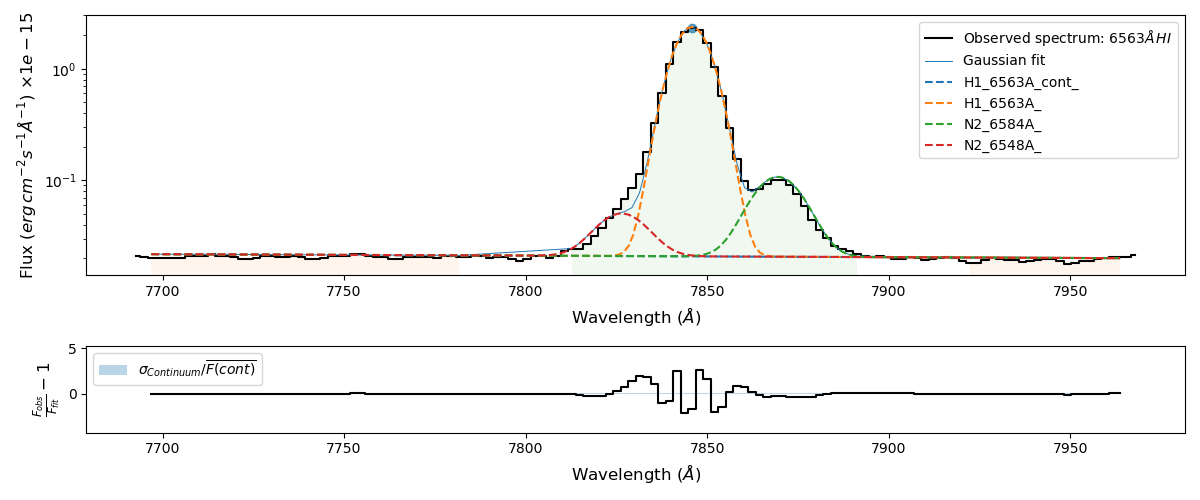 Flux (erg cm⁻² s⁻¹ Å⁻¹) ×1e−15
10⁰
10⁻¹
Observed spectrum: 6563Å HI
Gaussian fit
H1_6563A_cont_
H1_6563A_
N2_6584A_
N2_6548A_
7700 7750 7800 7850 7900 7950
Wavelength (Å)
F_obs/F_fit − 1
5
0
σ_Continuum/F(cont)
7700 7750 7800 7850 7900 7950
Wavelength (Å)